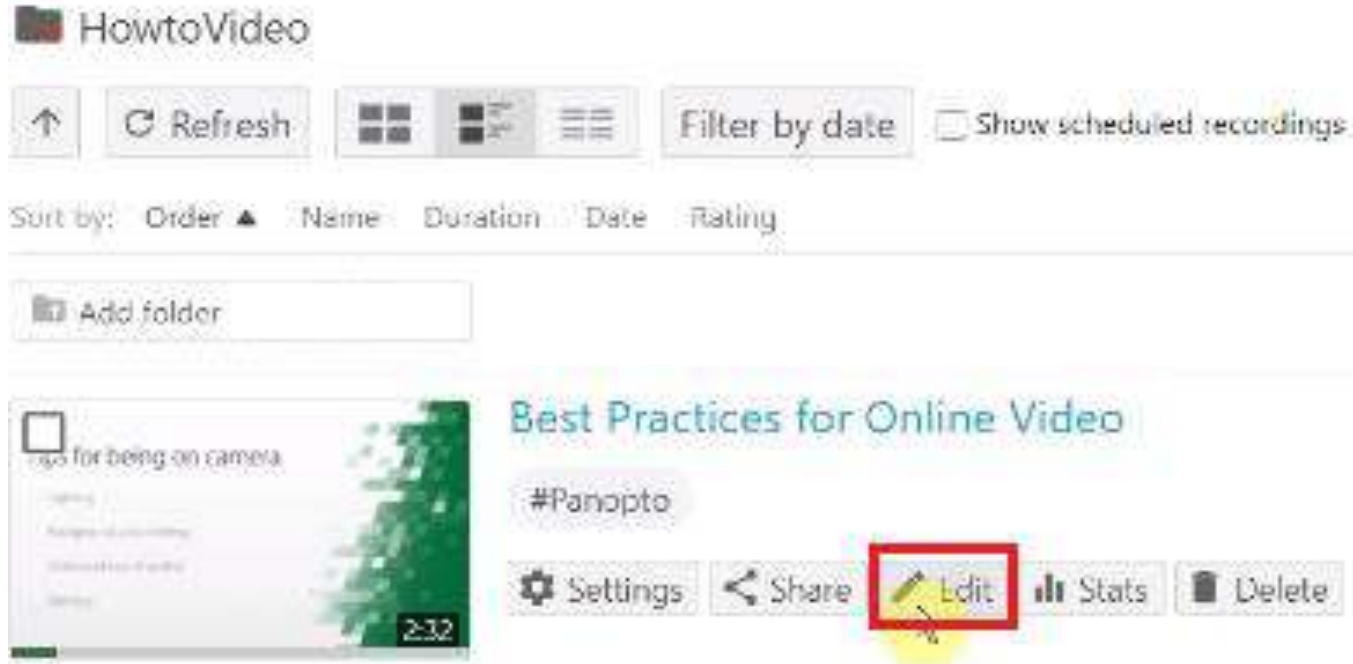 HowtoVideo
Refresh Filter by date Show scheduled recordings
Sort by: Order ▲ Name Duration Date Rating
Add folder
Best Practices for Online Video
Tips for being on camera
#Panopto
Settings Share Edit Stats Delete
2:32